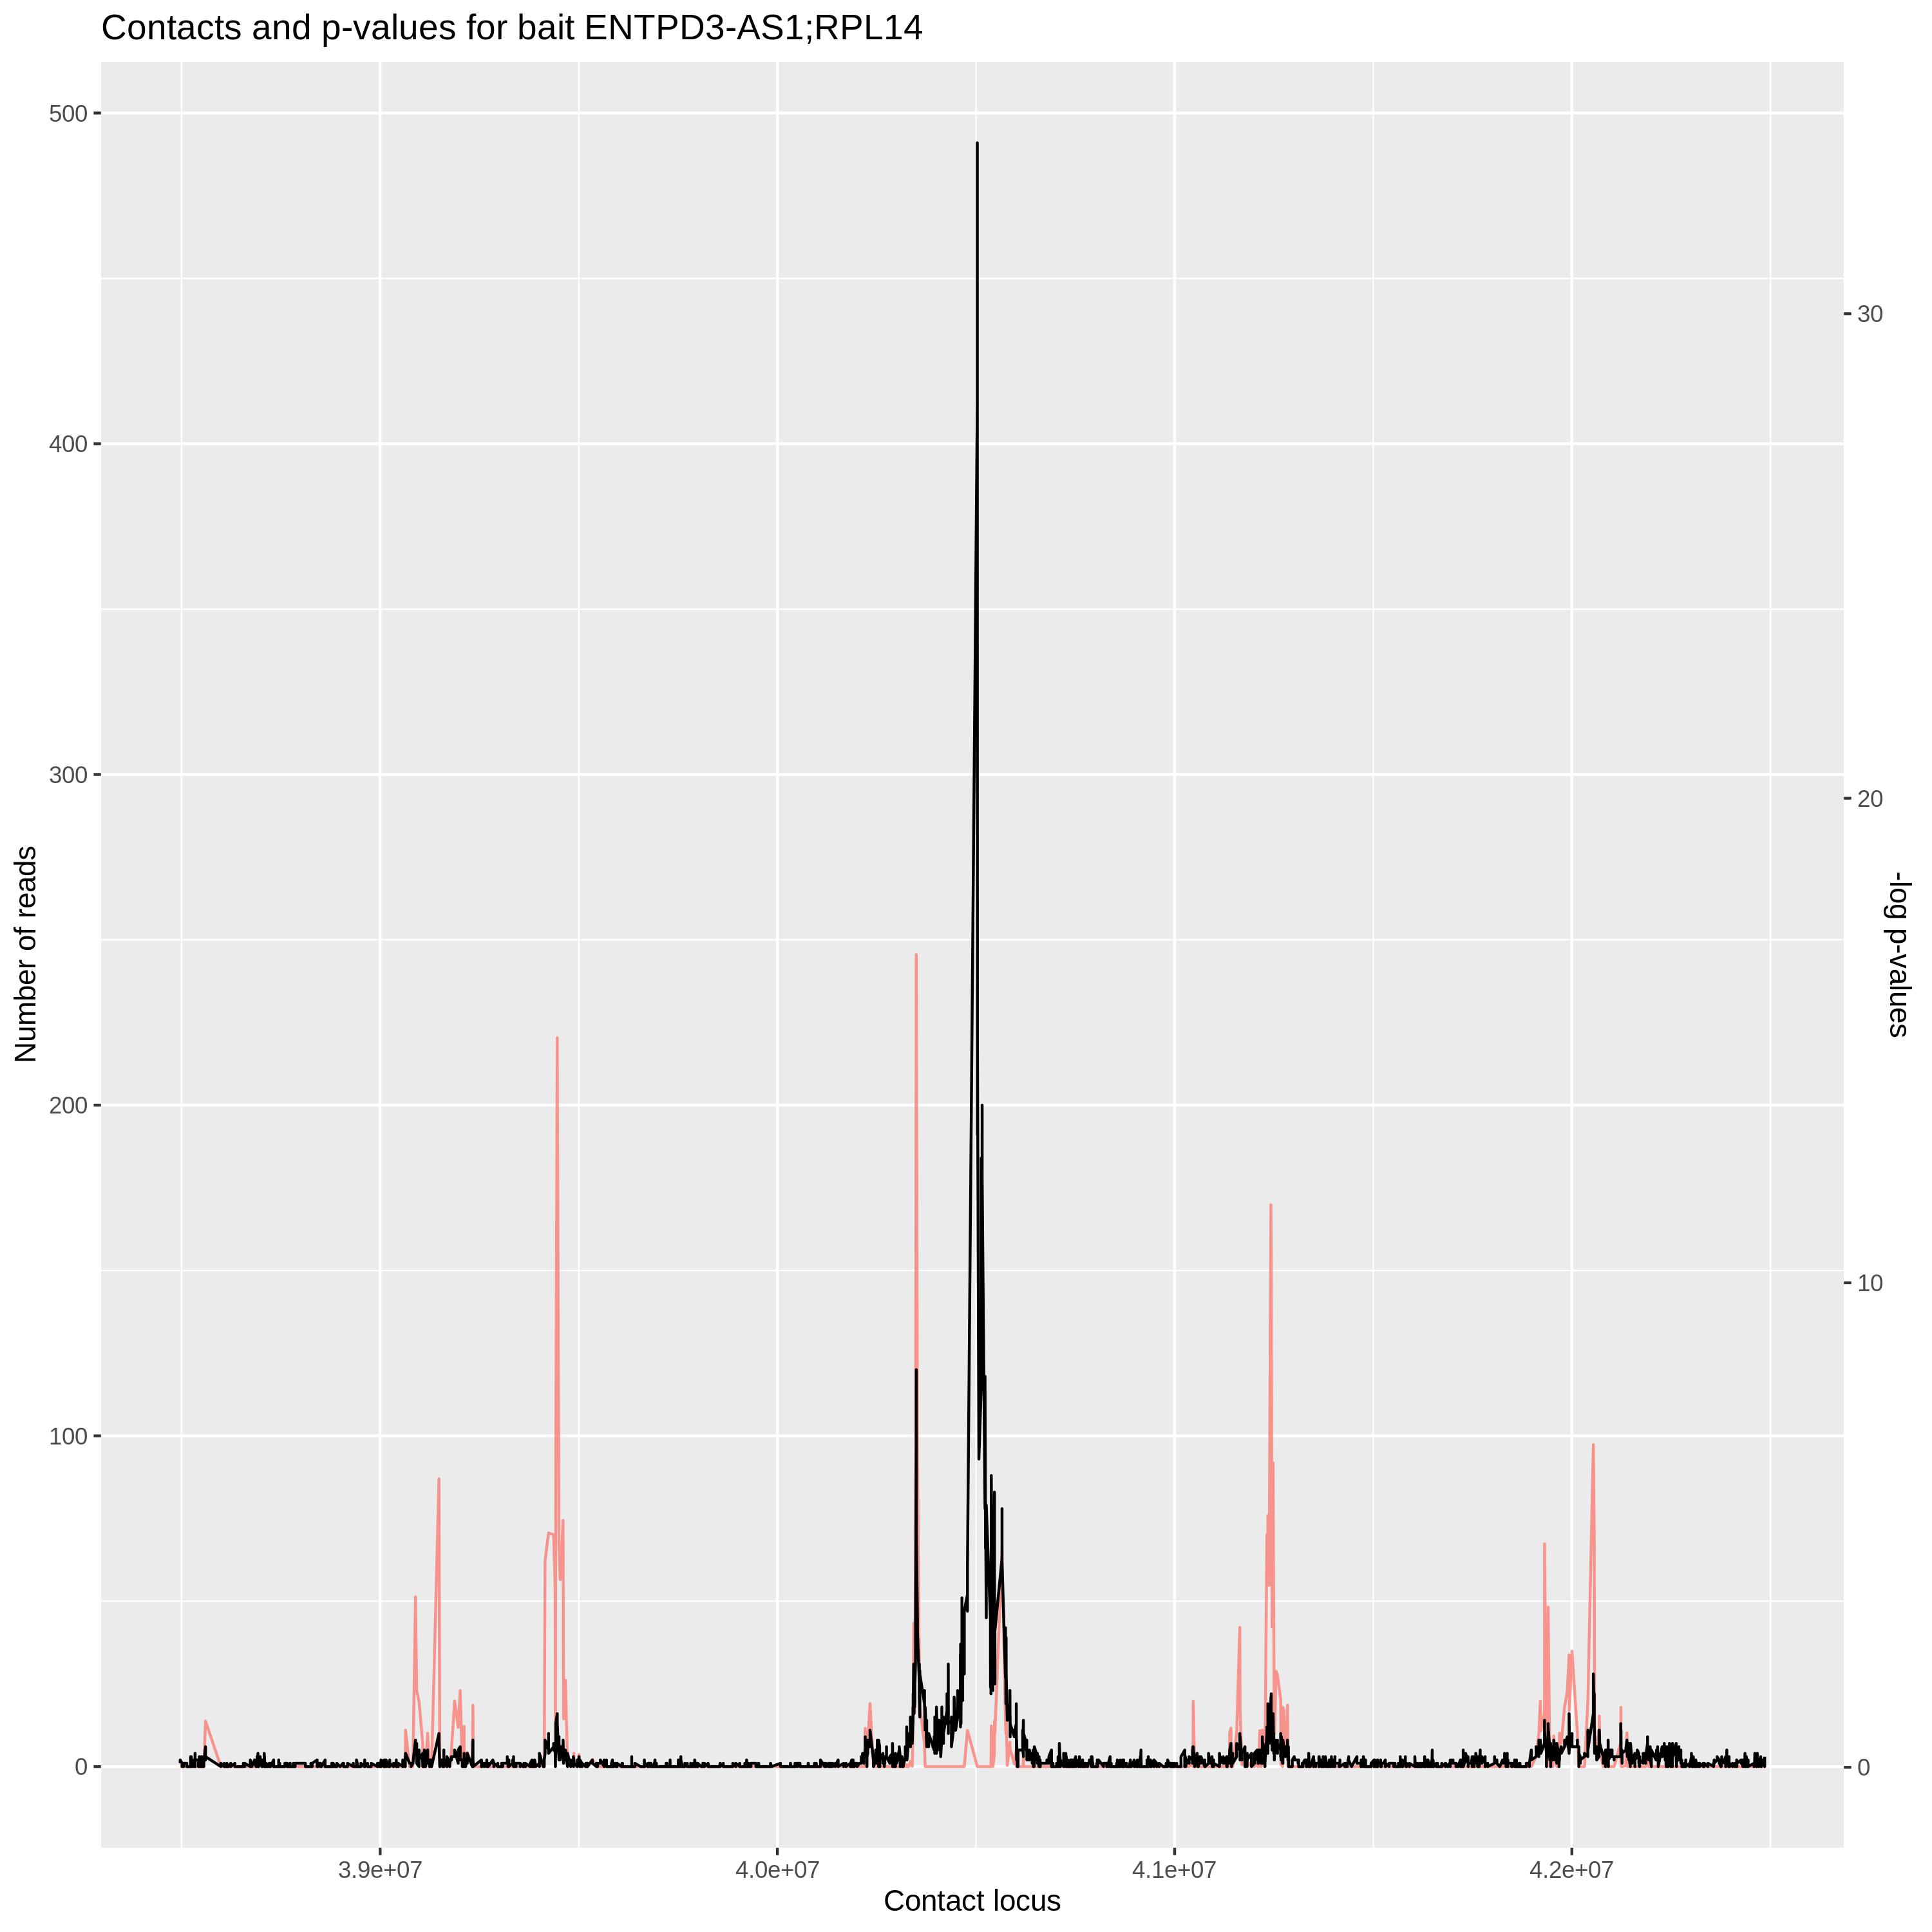 Contacts and p-values for bait ENTPD3-AS1;RPL14
500
400
300
200
100
0
Number of reads
30
20
10
0
-log p-values
3.9e+07
4.0e+07
4.1e+07
4.2e+07
Contact locus